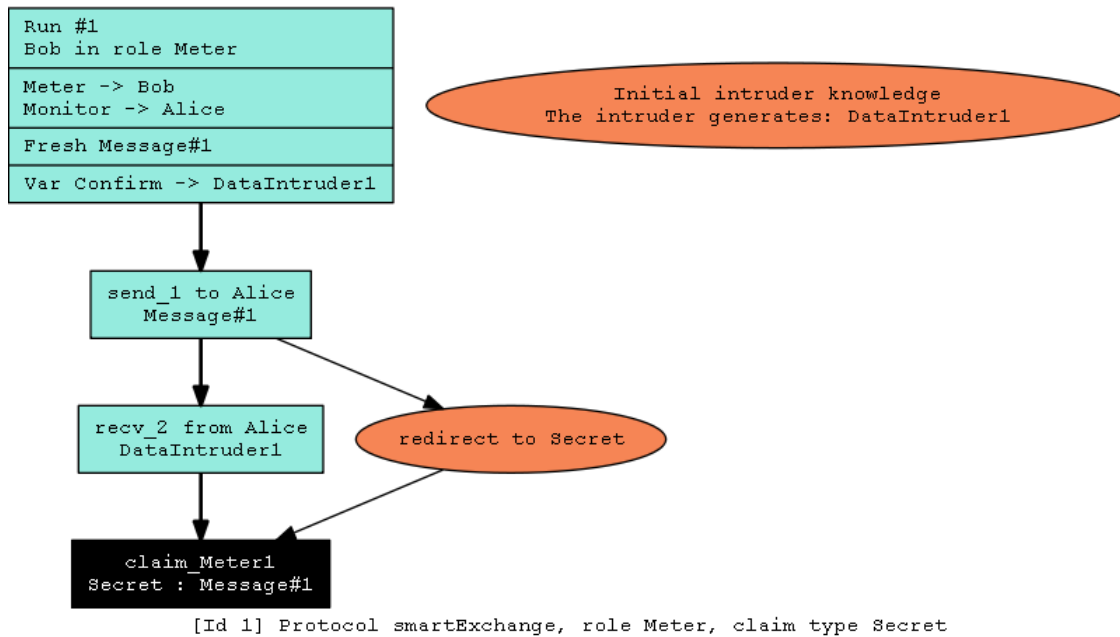 Run #1
Bob in role Meter
Meter -> Bob
Monitor -> Alice
Fresh Message#1
Var Confirm -> DataIntruder1
Initial intruder knowledge
The intruder generates: DataIntruder1
send_1 to Alice
Message#1
recv_2 from Alice
DataIntruder1
redirect to Secret
claim_Meter1
Secret : Message#1
[Id 1] Protocol smartExchange, role Meter, claim type Secret